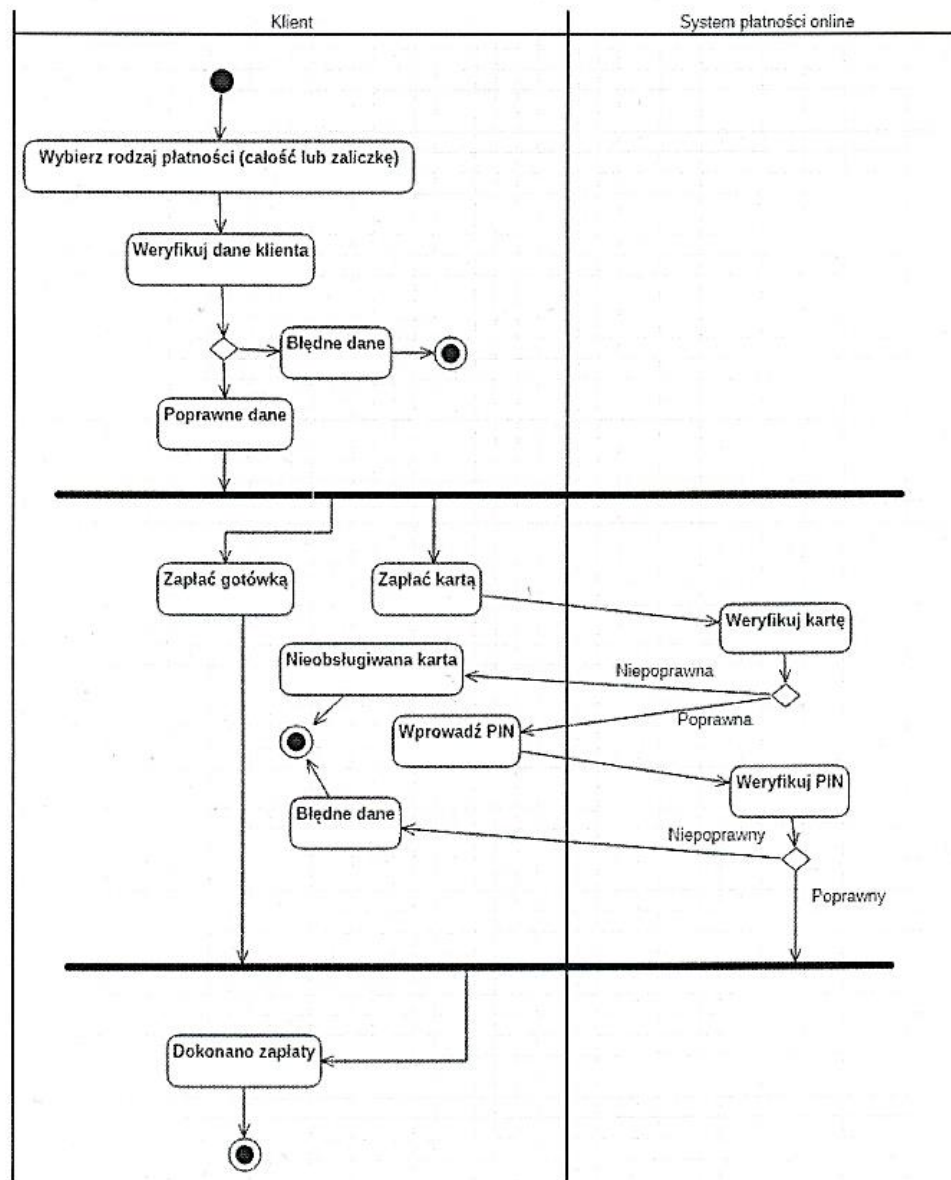 Klient
System płatności online
Wybierz rodzaj płatności (całość lub zaliczkę)
Weryfikuj dane klienta
Błędne dane
Poprawne dane
Zapłać gotówką
Zapłać kartą
Weryfikuj kartę
Nieobsługiwana karta
Niepoprawna
Poprawna
Wprowadź PIN
Weryfikuj PIN
Błędne dane
Niepoprawny
Poprawny
Dokonano zapłaty